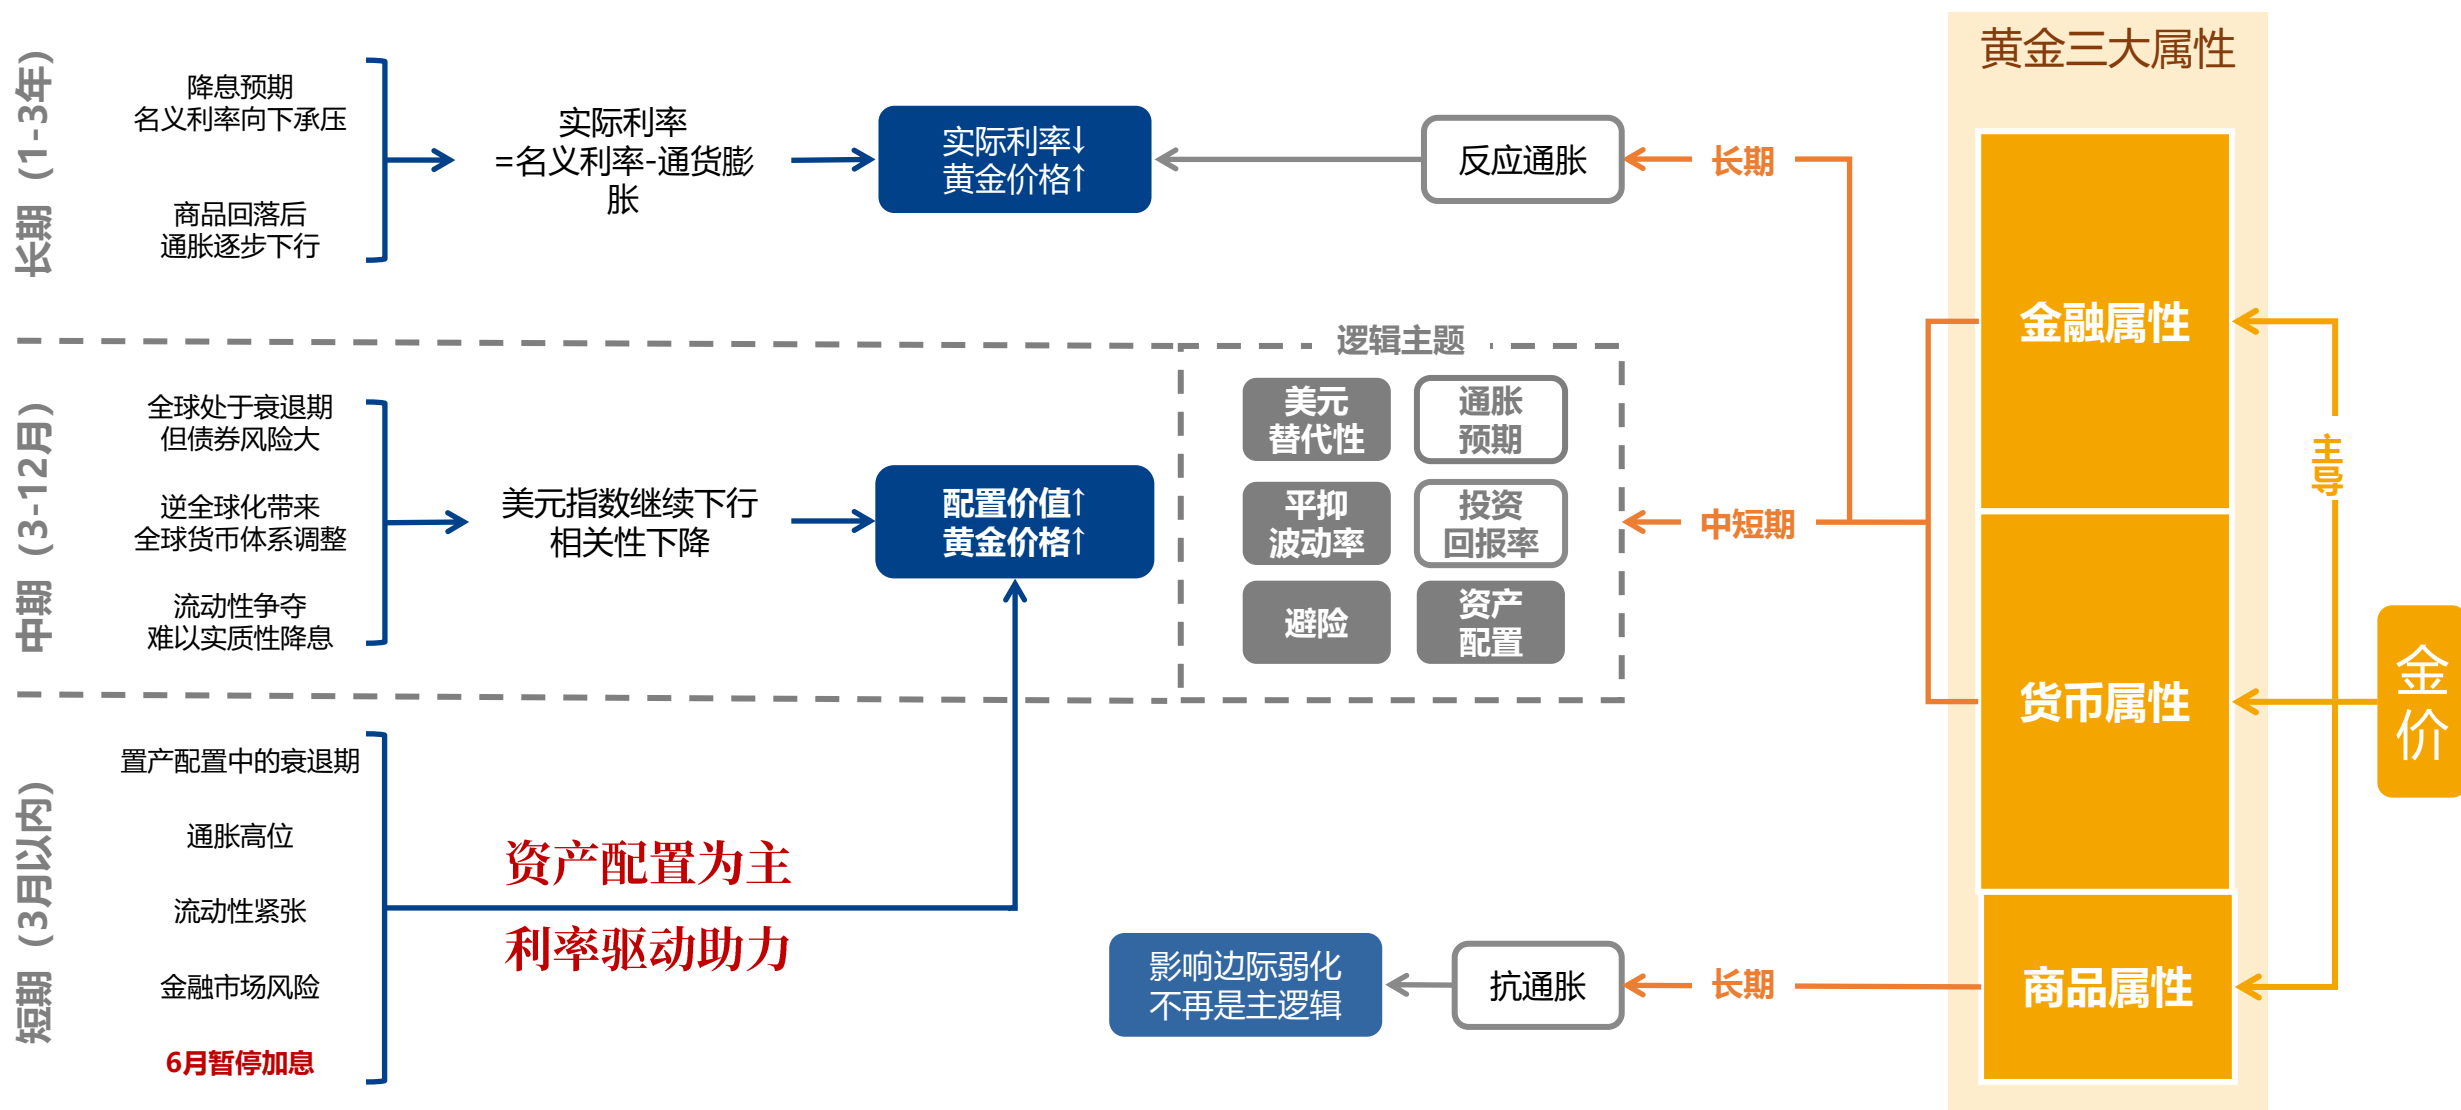 长期（1-3年）
降息预期
名义利率向下承压
商品回落后
通胀逐步下行
实际利率
=名义利率-通货膨
胀
实际利率↓
黄金价格↑
反应通胀
长期
黄金三大属性
金融属性
货币属性
商品属性
主
导
金
价
中期（3-12月）
全球处于衰退期
但债券风险大
逆全球化带来
全球货币体系调整
流动性争夺
难以实质性降息
美元指数继续下行
相关性下降
配置价值↑
黄金价格↑
逻辑主题
美元
替代性
通胀
预期
平抑
波动率
投资
回报率
避险
资产
配置
中短期
短期（3月以内）
置产配置中的衰退期
通胀高位
流动性紧张
金融市场风险
6月暂停加息
资产配置为主
利率驱动助力
影响边际弱化
不再是主逻辑
抗通胀
长期